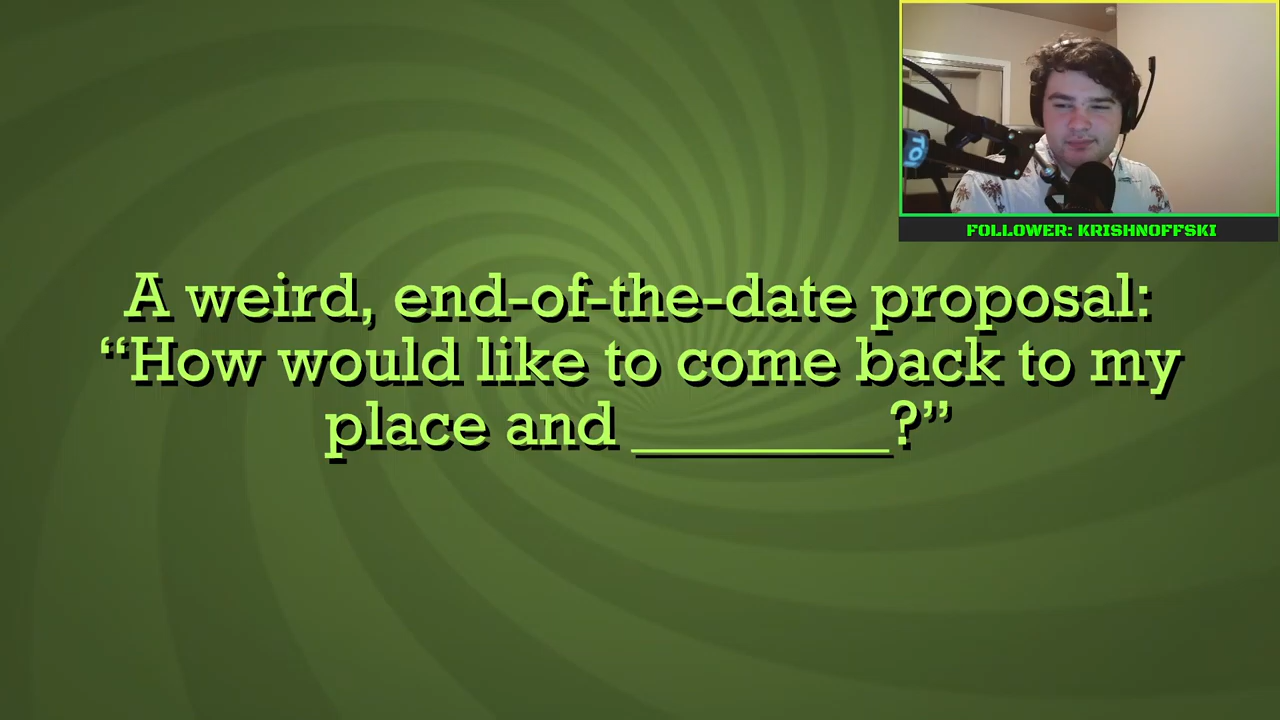 FOLLOWER: KRISHNOFFSKI
A weird, end-of-the-date proposal:
“How would like to come back to my
place and ________?”
TO